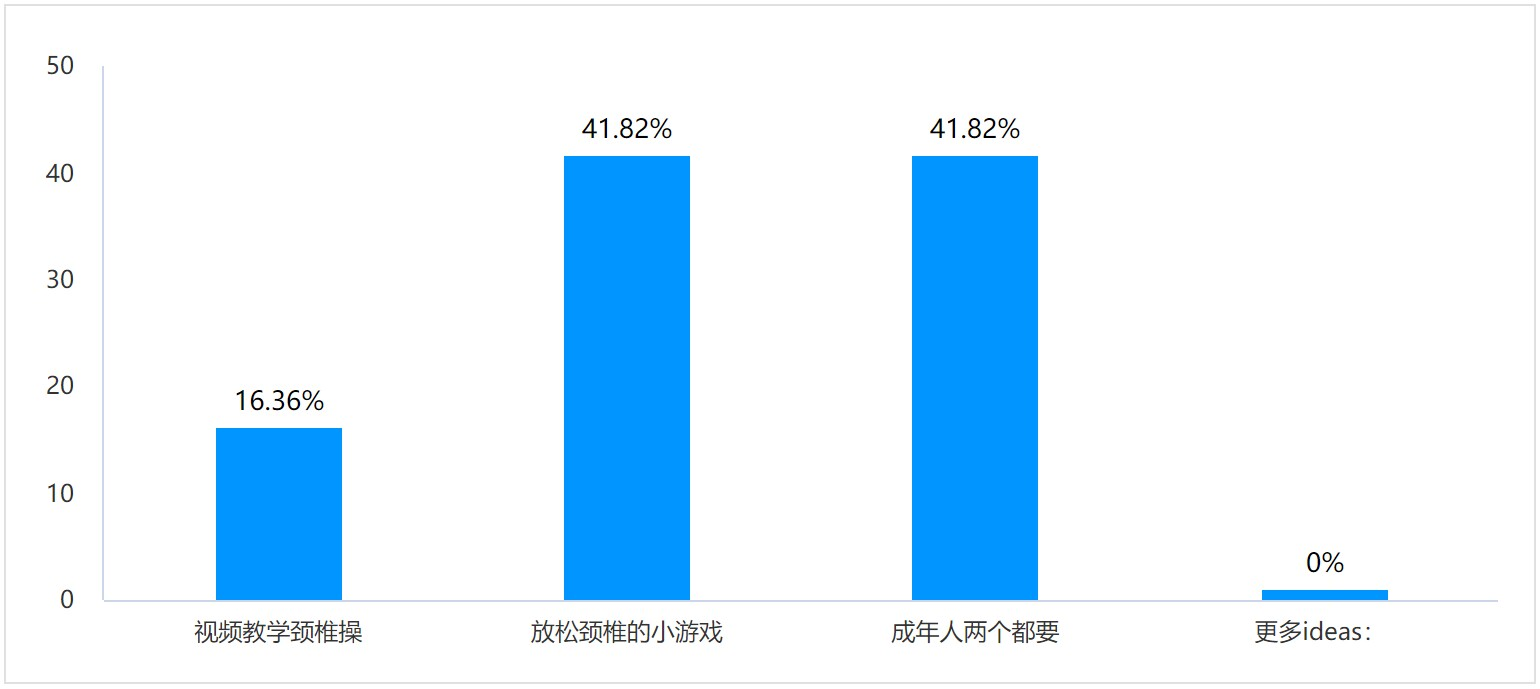 50
40
30
20
10
0
41.82%
41.82%
16.36%
0%
视频教学颈椎操
放松颈椎的小游戏
成年人两个都要
更多ideas：